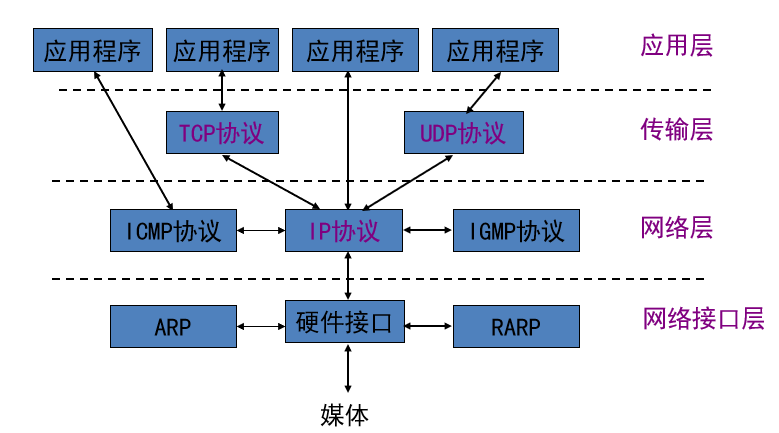 应用程序 应用程序 应用程序 应用程序 应用层
TCP协议 UDP协议 传输层
ICMP协议 IP协议 IGMP协议 网络层
ARP 硬件接口 RARP 网络接口层
媒体